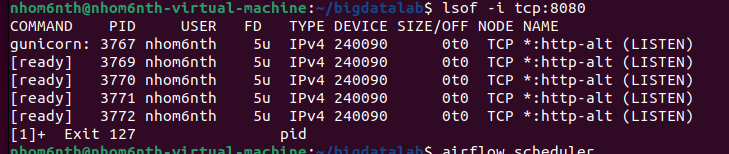 nhom6nth@nhom6nth-virtual-machine:~/bigdatalab$ lsof -i tcp:8080
COMMAND    PID     USER   FD   TYPE DEVICE SIZE/OFF NODE NAME
gunicorn: 3767 nhom6nth    5u  IPv4 240090      0t0  TCP *:http-alt (LISTEN)
[ready]   3769 nhom6nth    5u  IPv4 240090      0t0  TCP *:http-alt (LISTEN)
[ready]   3770 nhom6nth    5u  IPv4 240090      0t0  TCP *:http-alt (LISTEN)
[ready]   3771 nhom6nth    5u  IPv4 240090      0t0  TCP *:http-alt (LISTEN)
[ready]   3772 nhom6nth    5u  IPv4 240090      0t0  TCP *:http-alt (LISTEN)
[1]+  Exit 127                pid
nhom6nth@nhom6nth-virtual-machine:~/bigdatalab$ airflow scheduler